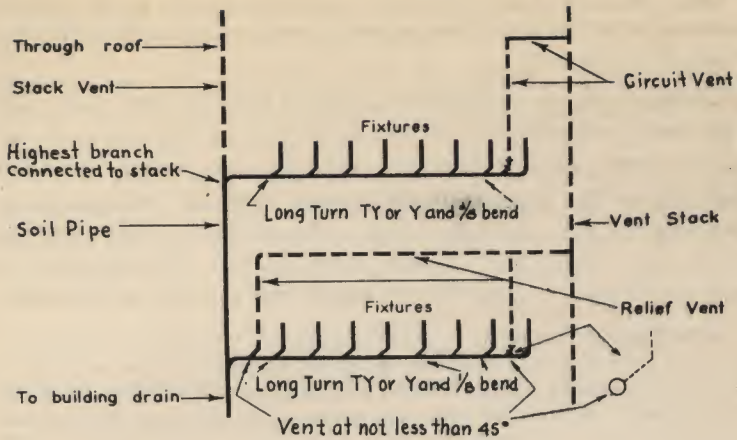 Through roof
Stack Vent
Circuit Vent
Fixtures
Highest branch
connected to stack
Long Turn TY or Y and 1/8 bend
Soil Pipe
Vent Stack
Fixtures
Relief Vent
Long Turn TY or Y and 1/8 bend
To building drain
Vent at not less than 45°